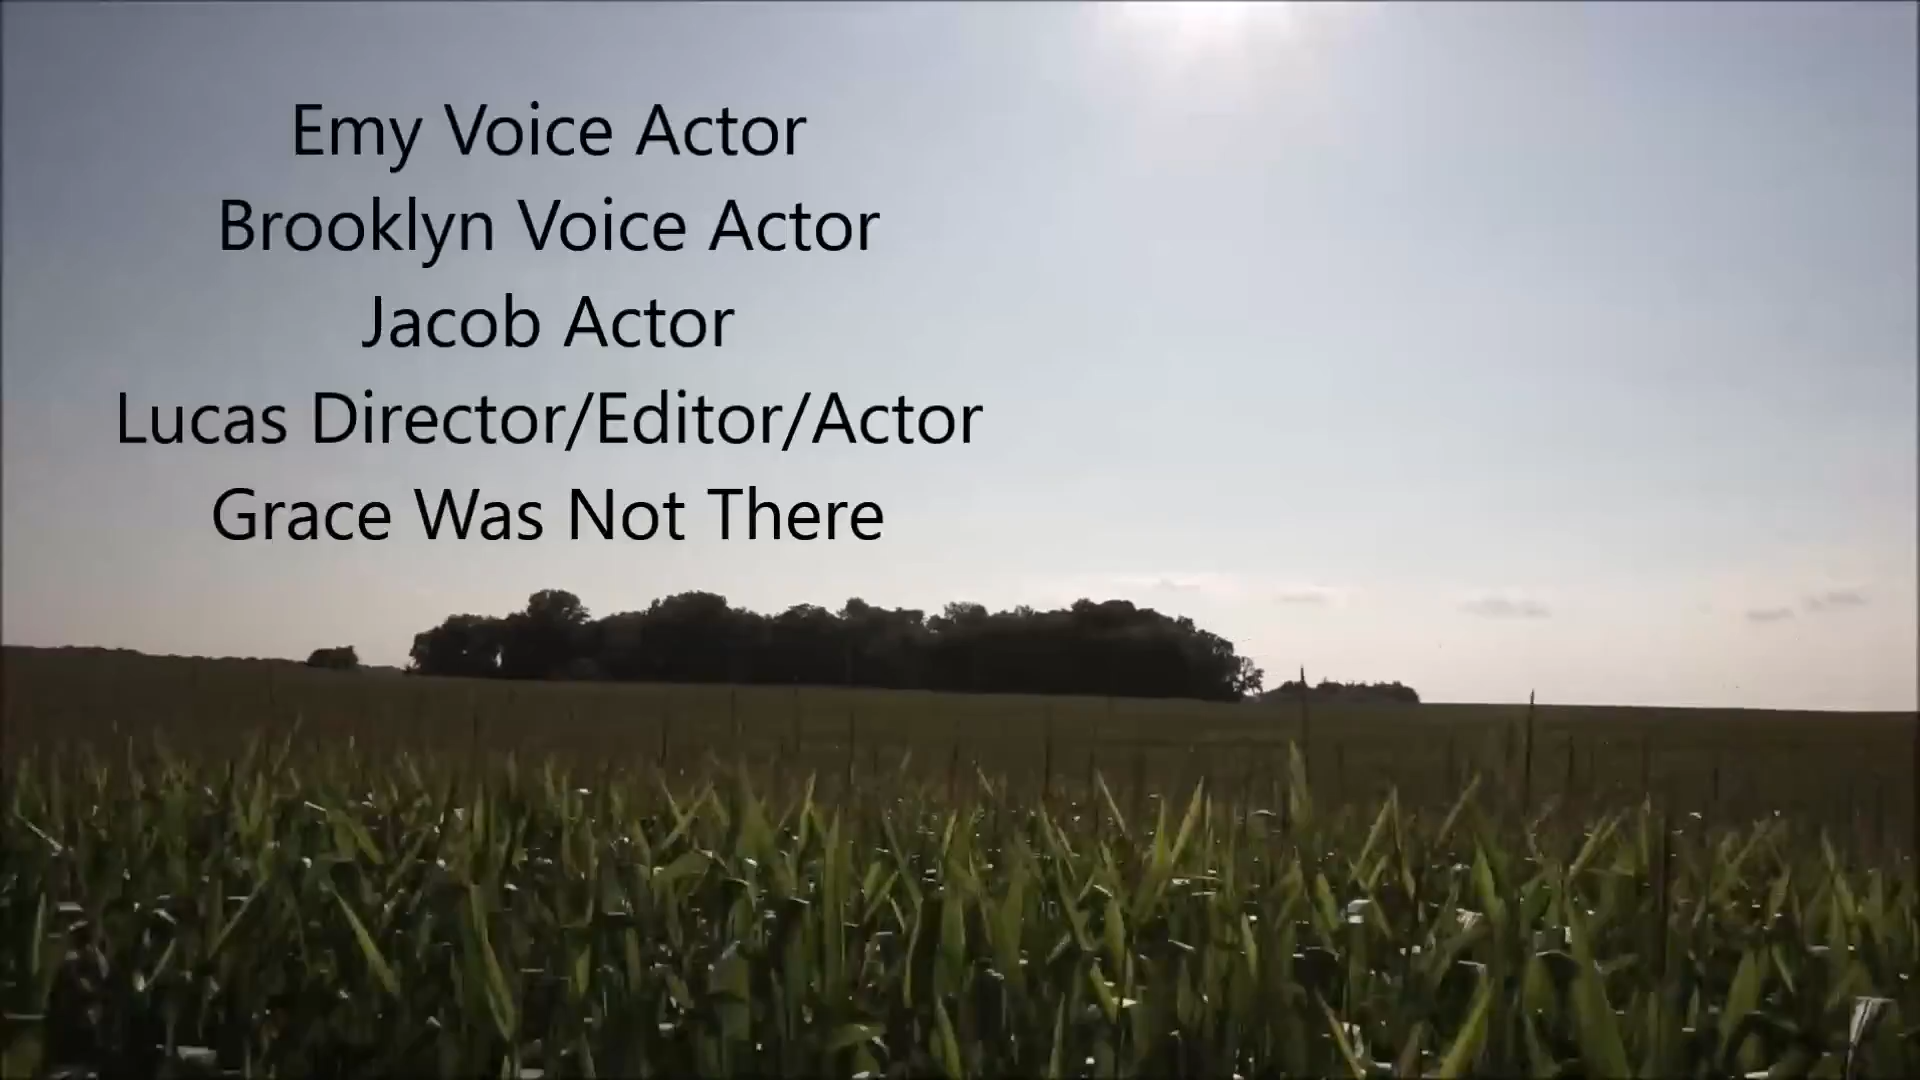 Emy Voice Actor
Brooklyn Voice Actor
Jacob Actor
Lucas Director/Editor/Actor
Grace Was Not There